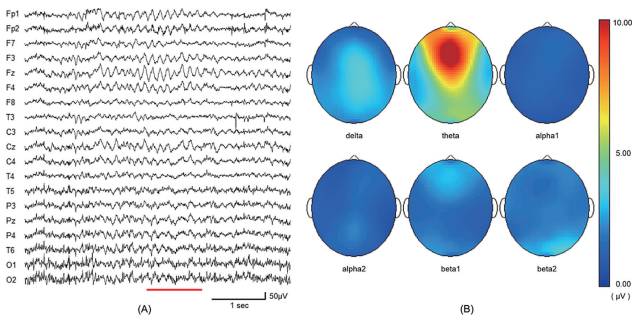 Fp1
Fp2
F7
F3
Fz
F4
F8
T3
C3
Cz
C4
T4
T5
P3
Pz
P4
T6
O1
O2
50μV
1 sec
(A)
delta
theta
alpha1
alpha2
beta1
beta2
(B)
10.00
5.00
0.00
( μV )